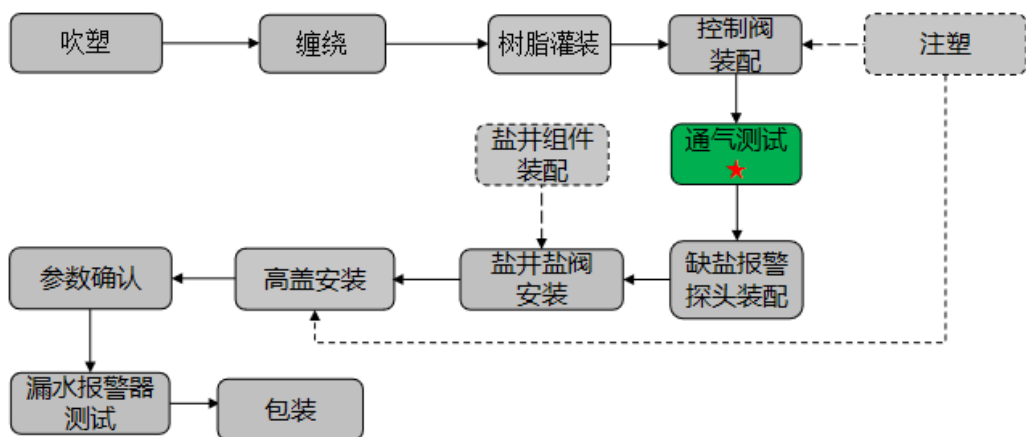 吹塑
缠绕
树脂灌装
控制阀
装配
注塑
盐井组件
装配
通气测试
★
参数确认
高盖安装
盐井盐阀
安装
缺盐报警
探头装配
漏水报警器
测试
包装